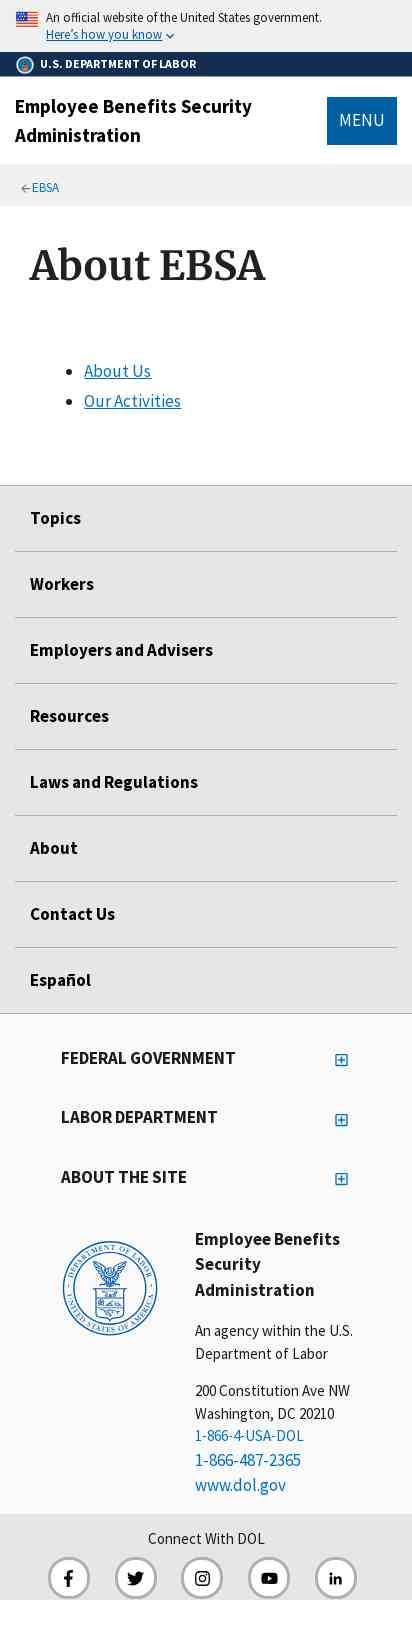 An official website of the United States government.
Here's how you know
U.S. DEPARTMENT OF LABOR
Employee Benefits Security
Administration
MENU
EBSA
About EBSA
About Us
Our Activities
Topics
Workers
Employers and Advisers
Resources
Laws and Regulations
About
Contact Us
Español
FEDERAL GOVERNMENT
LABOR DEPARTMENT
ABOUT THE SITE
DEPARTMENT OF LABOR
UNITED STATES OF AMERICA
Employee Benefits
Security
Administration
An agency within the U.S.
Department of Labor
200 Constitution Ave NW
Washington, DC 20210
1-866-4-USA-DOL
1-866-487-2365
www.dol.gov
Connect With DOL